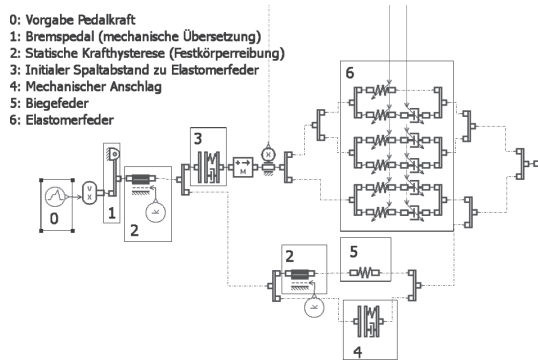 0: Vorgabe Pedalkraft
1: Bremspedal (mechanische Übersetzung)
2: Statische Krafthysterese (Festkörperreibung)
3: Initialer Spaltabstand zu Elastomerfeder
4: Mechanischer Anschlag
5: Biegefeder
6: Elastomerfeder
6
3
X
M
V
X
0
1
2
2
5
4